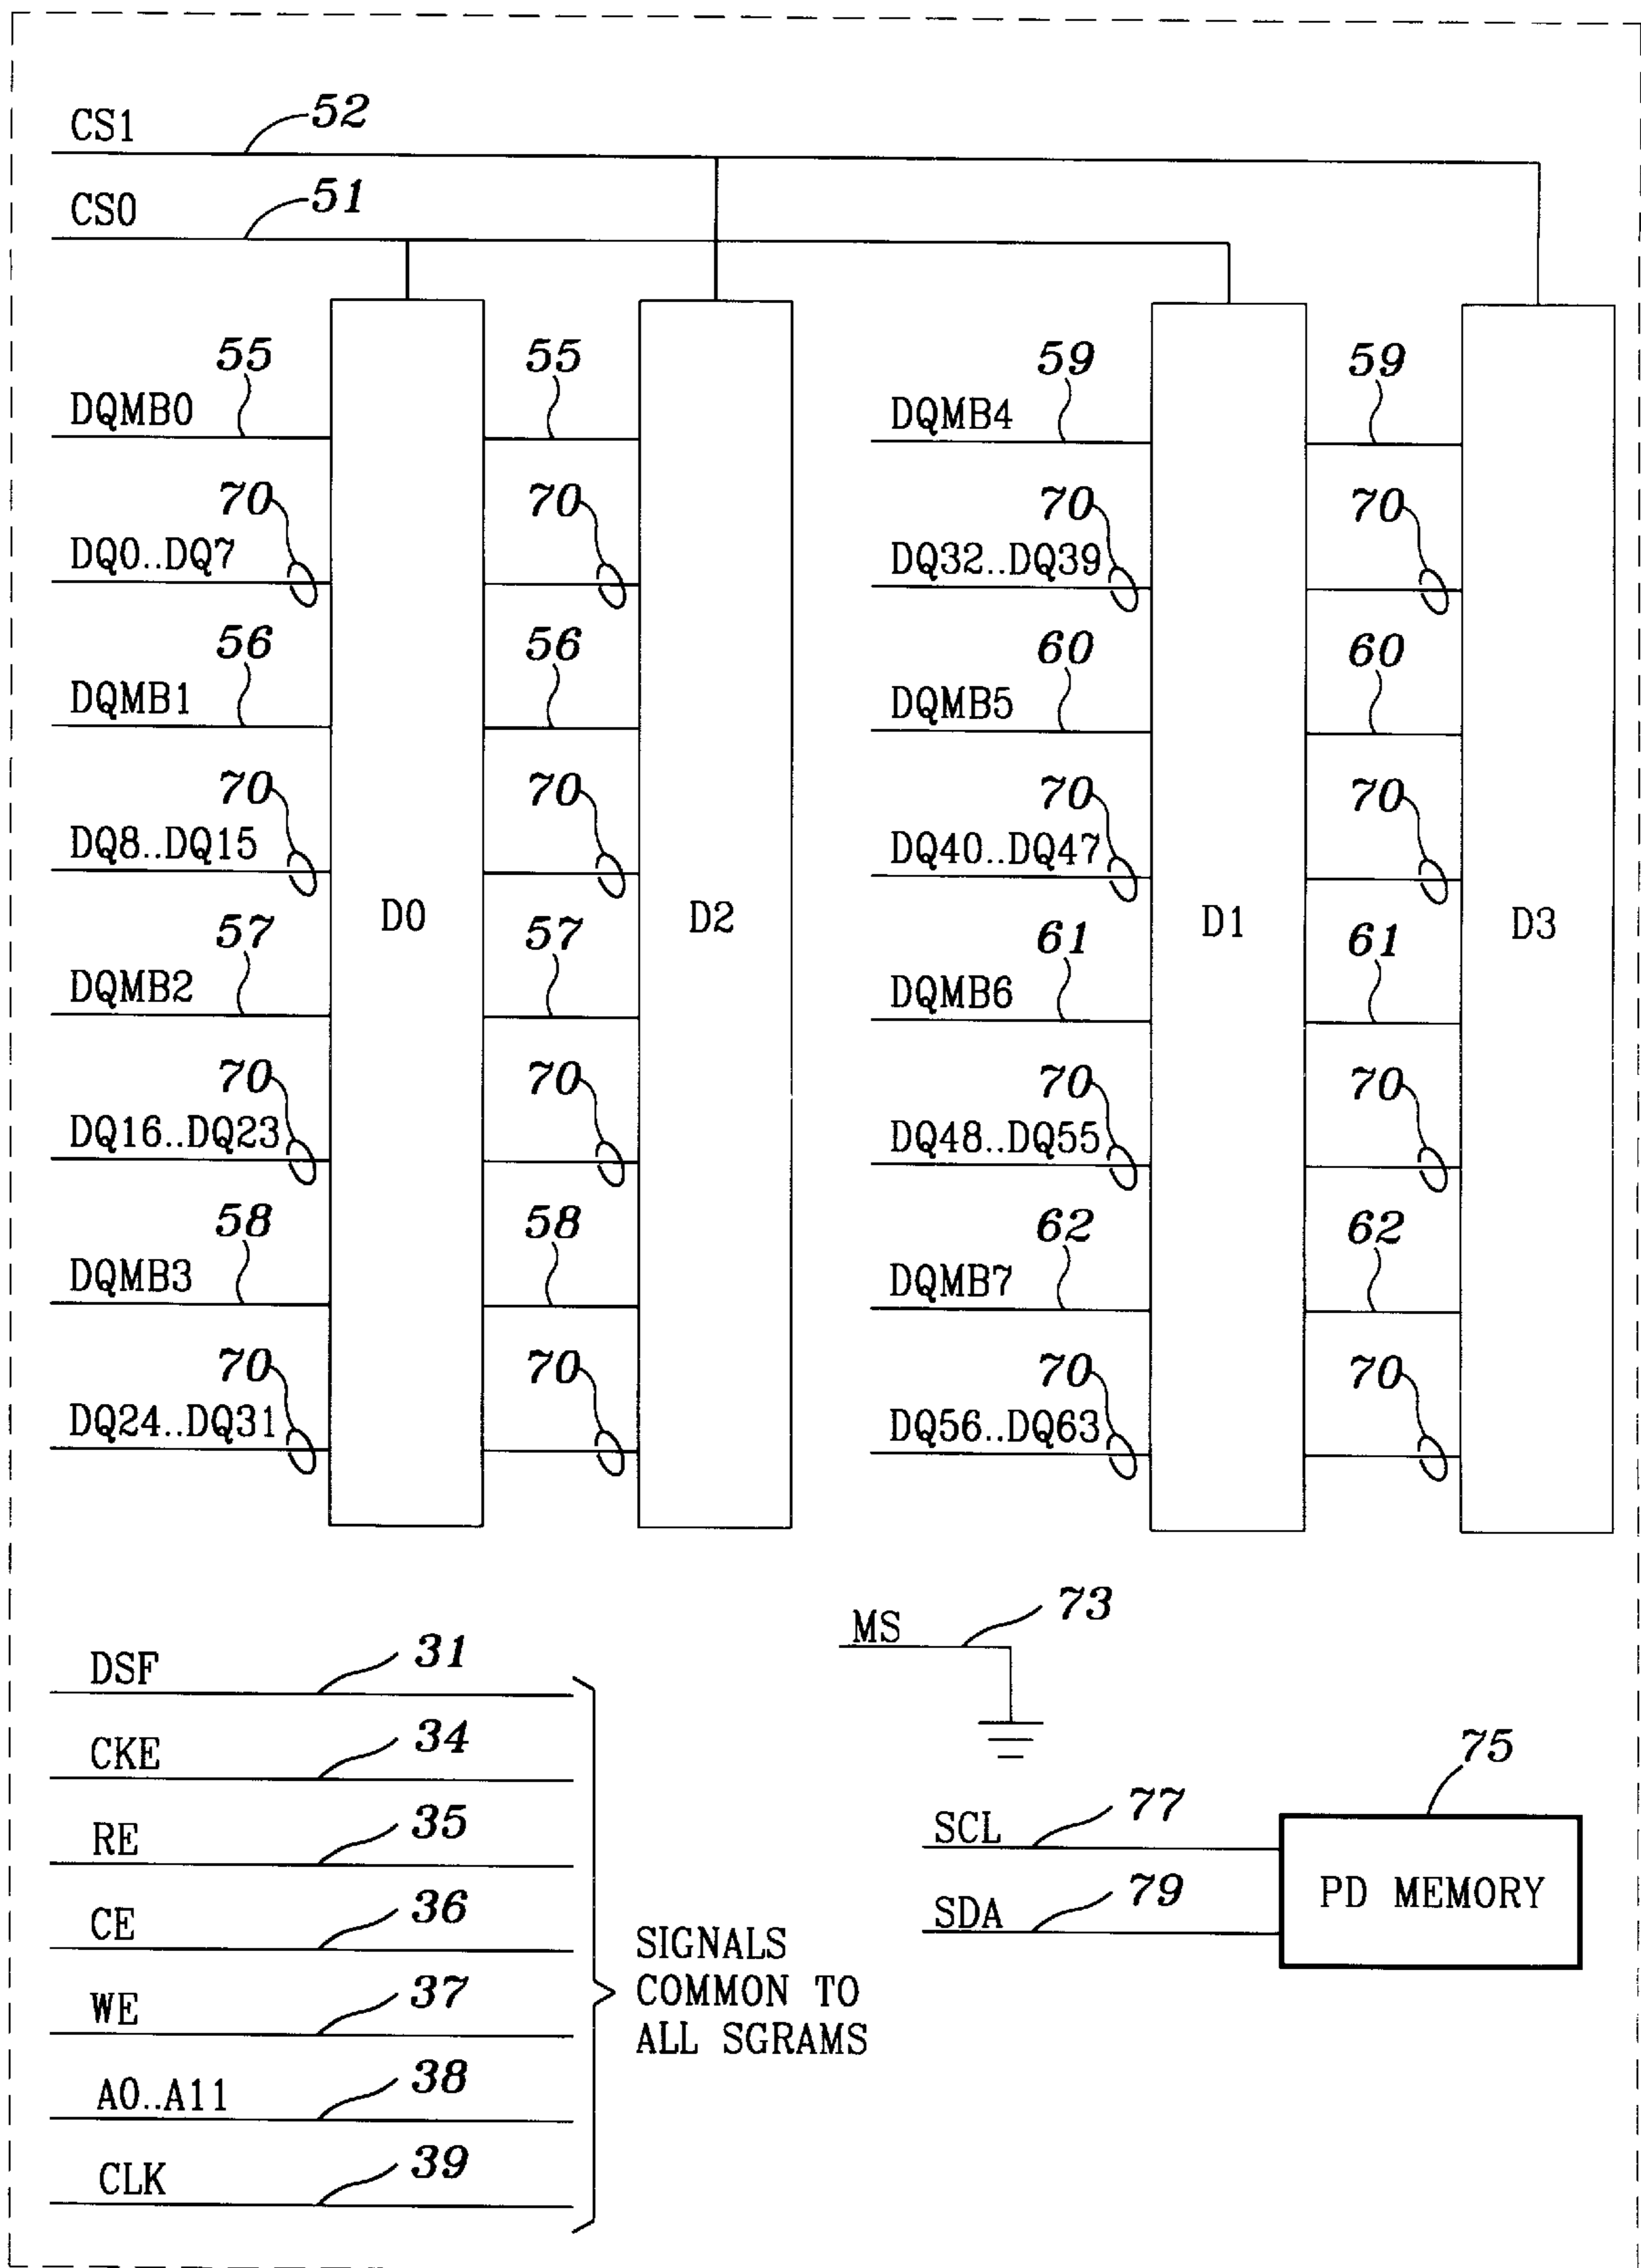 CS1 52
CS0 51
55 55 59 59
DQMB0 DQMB4
70 70 70 70
DQ0..DQ7 DQ32..DQ39
56 56 60 60
DQMB1 DQMB5
70 70 70 70
DQ8..DQ15 DQ40..DQ47
D0 D2 D1 D3
57 57 61 61
DQMB2 DQMB6
70 70 70 70
DQ16..DQ23 DQ48..DQ55
58 58 62 62
DQMB3 DQMB7
70 70 70 70
DQ24..DQ31 DQ56..DQ63
MS 73
DSF 31
CKE 34
RE 35
CE 36
WE 37
A0..A11 38
CLK 39
SIGNALS
COMMON TO
ALL SGRAMS
75
SCL 77
SDA 79
PD MEMORY